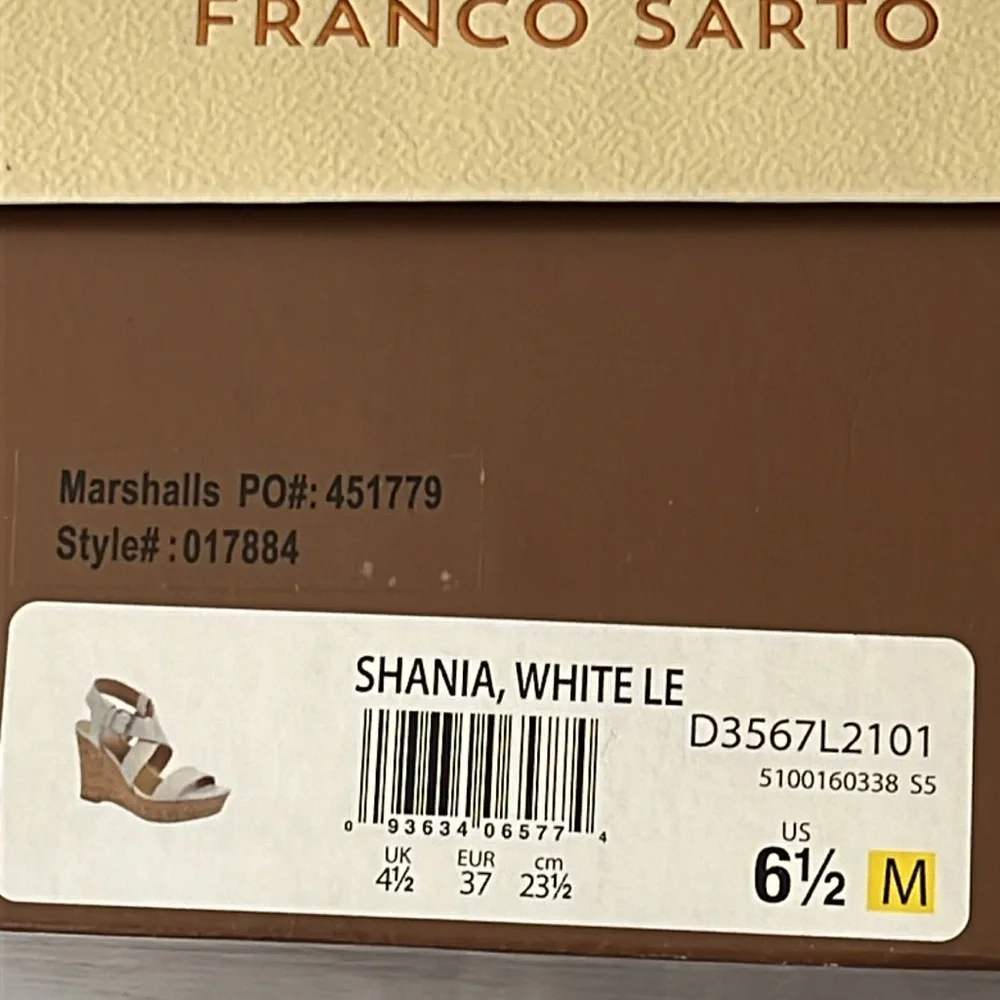 FRANCO SARTO
Marshalls PO#: 451779
Style# : 017884
SHANIA, WHITE LE
D3567L2101
5100160338 S5
0 93634 06577 4
UK EUR cm
4½ 37 23½
US
6½ M